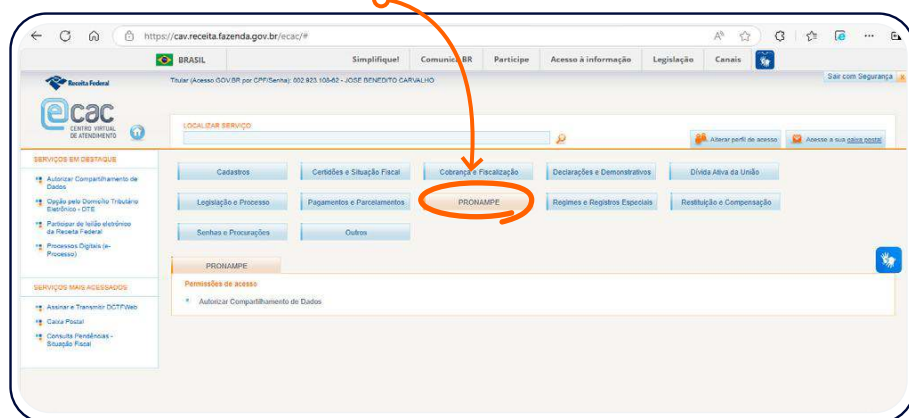 https://cav.receita.fazenda.gov.br/ecac/#
BRASIL Simplifique! Comunica BR Participe Acesso à informação Legislação Canais
Receita Federal
Titular (Acesso GOV.BR por CPF/Senha): 002.923.108-62 - JOSE BENEDITO CARVALHO
Sair com Segurança
ecac
CENTRO VIRTUAL
DE ATENDIMENTO
LOCALIZAR SERVIÇO
Alterar perfil de acesso
Acesse a sua caixa postal
SERVIÇOS EM DESTAQUE
Autorizar Compartilhamento de
Dados
Opção pelo Domicílio Tributário
Eletrônico - DTE
Participar de leilão eletrônico
da Receita Federal
Processos Digitais (e-
Processo)
SERVIÇOS MAIS ACESSADOS
Assinar e Transmitir DCTFWeb
Caixa Postal
Consulta Pendências -
Situação Fiscal
Cadastros
Certidões e Situação Fiscal
Cobrança e Fiscalização
Declarações e Demonstrativos
Dívida Ativa da União
Legislação e Processo
Pagamentos e Parcelamentos
PRONAMPE
Regimes e Registros Especiais
Restituição e Compensação
Senhas e Procurações
Outros
PRONAMPE
Permissões de acesso
Autorizar Compartilhamento de Dados